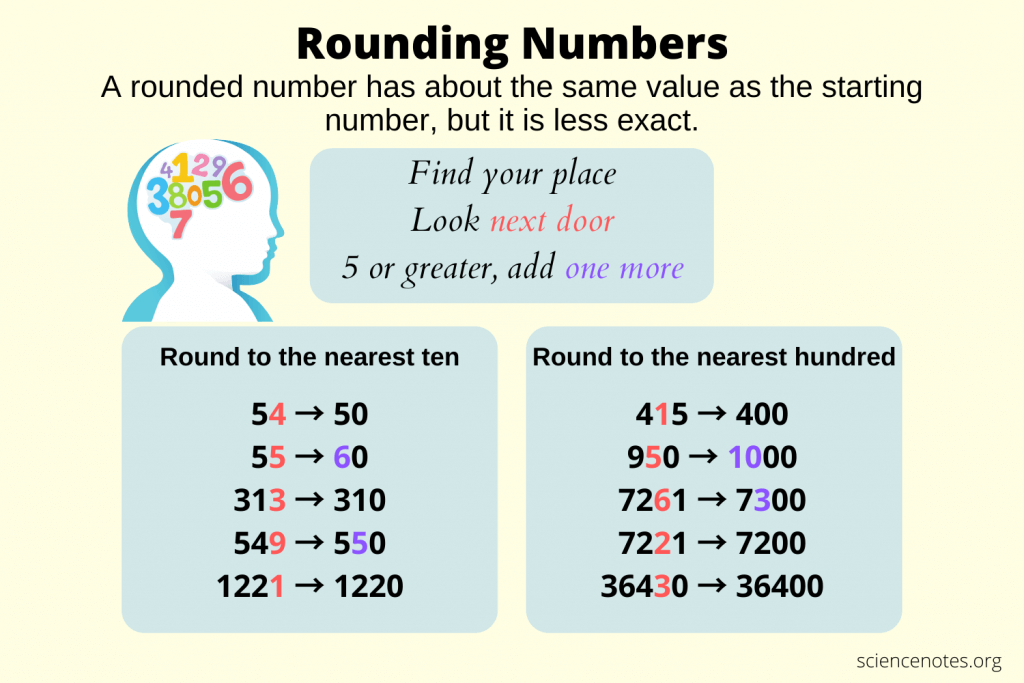 Rounding Numbers
A rounded number has about the same value as the starting
number, but it is less exact.
41296
3805
7
Find your place
Look next door
5 or greater, add one more
Round to the nearest ten
54 → 50
55 → 60
313 → 310
549 → 550
1221 → 1220
Round to the nearest hundred
415 → 400
950 → 1000
7261 → 7300
7221 → 7200
36430 → 36400
sciencenotes.org